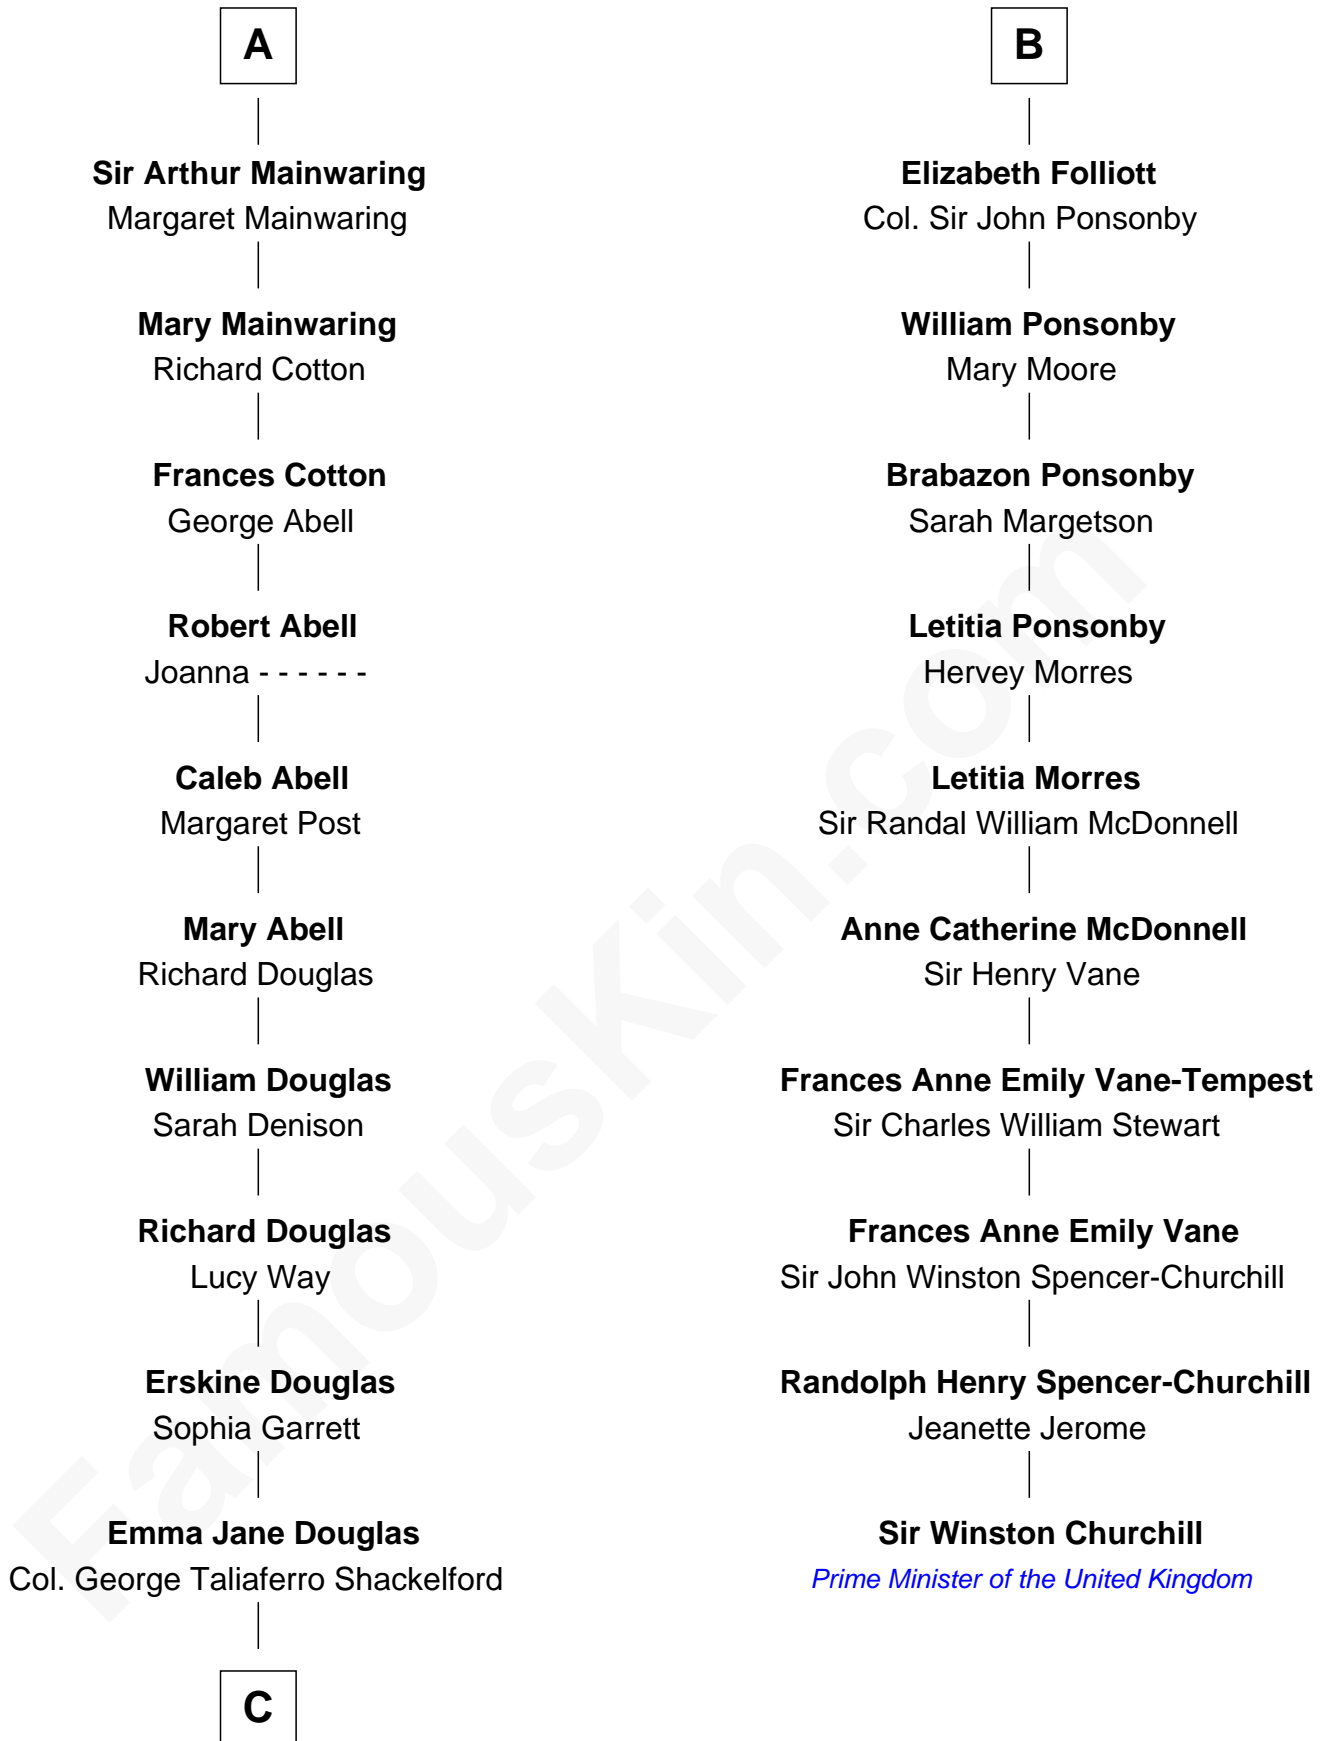 A
Sir Arthur Mainwaring
Margaret Mainwaring
Mary Mainwaring
Richard Cotton
Frances Cotton
George Abell
Robert Abell
Joanna - - - - - -
Caleb Abell
Margaret Post
Mary Abell
Richard Douglas
William Douglas
Sarah Denison
Richard Douglas
Lucy Way
Erskine Douglas
Sophia Garrett
Emma Jane Douglas
Col. George Taliaferro Shackelford
C
B
Elizabeth Folliott
Col. Sir John Ponsonby
William Ponsonby
Mary Moore
Brabazon Ponsonby
Sarah Margetson
Letitia Ponsonby
Hervey Morres
Letitia Morres
Sir Randal William McDonnell
Anne Catherine McDonnell
Sir Henry Vane
Frances Anne Emily Vane-Tempest
Sir Charles William Stewart
Frances Anne Emily Vane
Sir John Winston Spencer-Churchill
Randolph Henry Spencer-Churchill
Jeanette Jerome
Sir Winston Churchill
Prime Minister of the United Kingdom
FamousKin.com